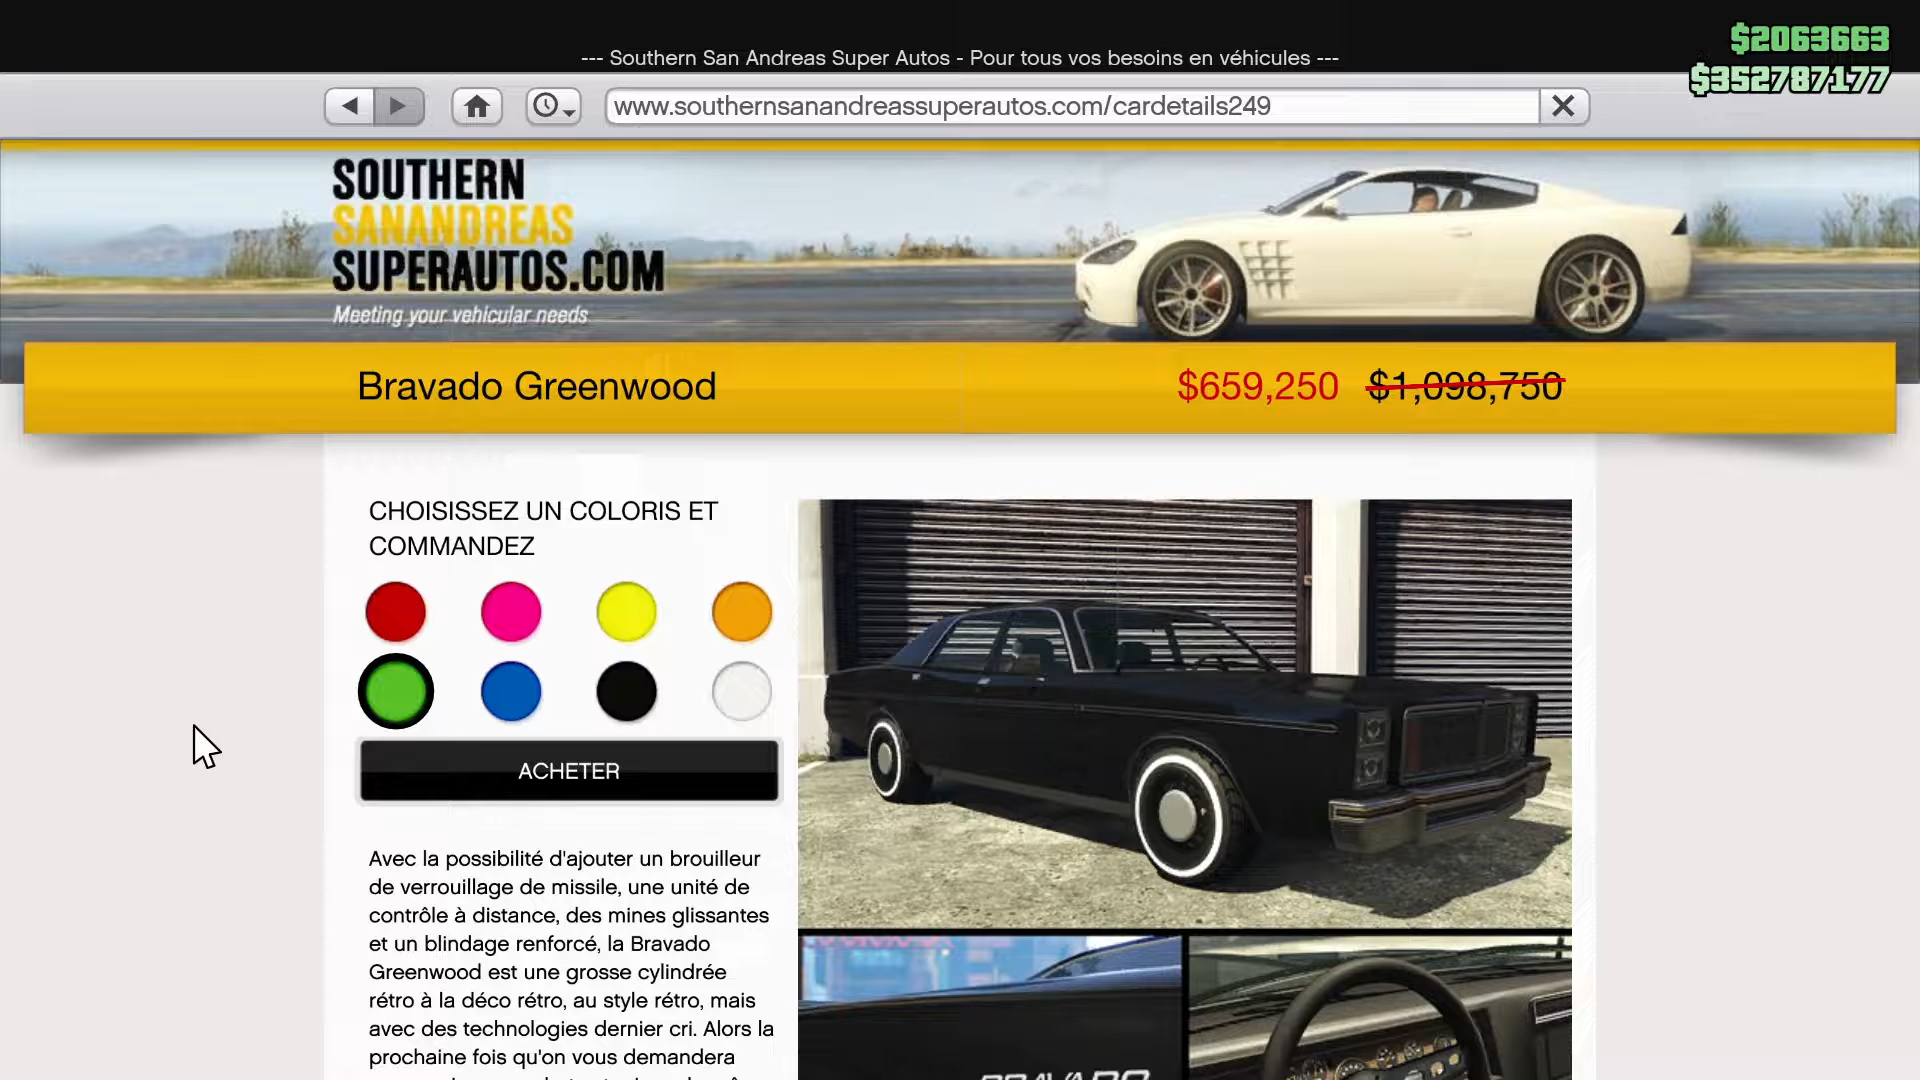 $2063663
$352787177
--- Southern San Andreas Super Autos - Pour tous vos besoins en véhicules ---
www.southernsanandreassuperautos.com/cardetails249
SOUTHERN
SANANDREAS
SUPERAUTOS.COM
Meeting your vehicular needs
Bravado Greenwood
$659,250 $1,098,750
CHOISISSEZ UN COLORIS ET
COMMANDEZ
ACHETER
Avec la possibilité d'ajouter un brouilleur
de verrouillage de missile, une unité de
contrôle à distance, des mines glissantes
et un blindage renforcé, la Bravado
Greenwood est une grosse cylindrée
rétro à la déco rétro, au style rétro, mais
avec des technologies dernier cri. Alors la
prochaine fois qu'on vous demandera
BRAVADO